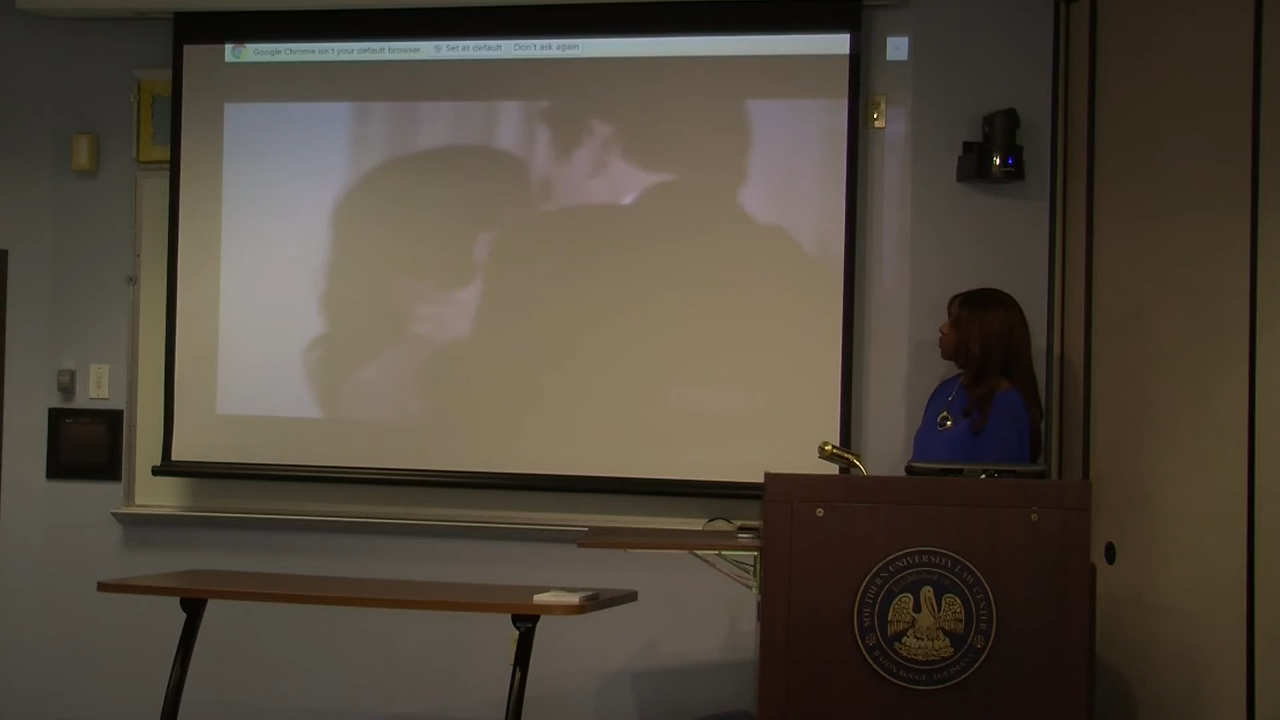 Google Chrome isn't your default browser. Set as default Don't ask again
SOUTHERN UNIVERSITY LAW CENTER
BATON ROUGE, LOUISIANA